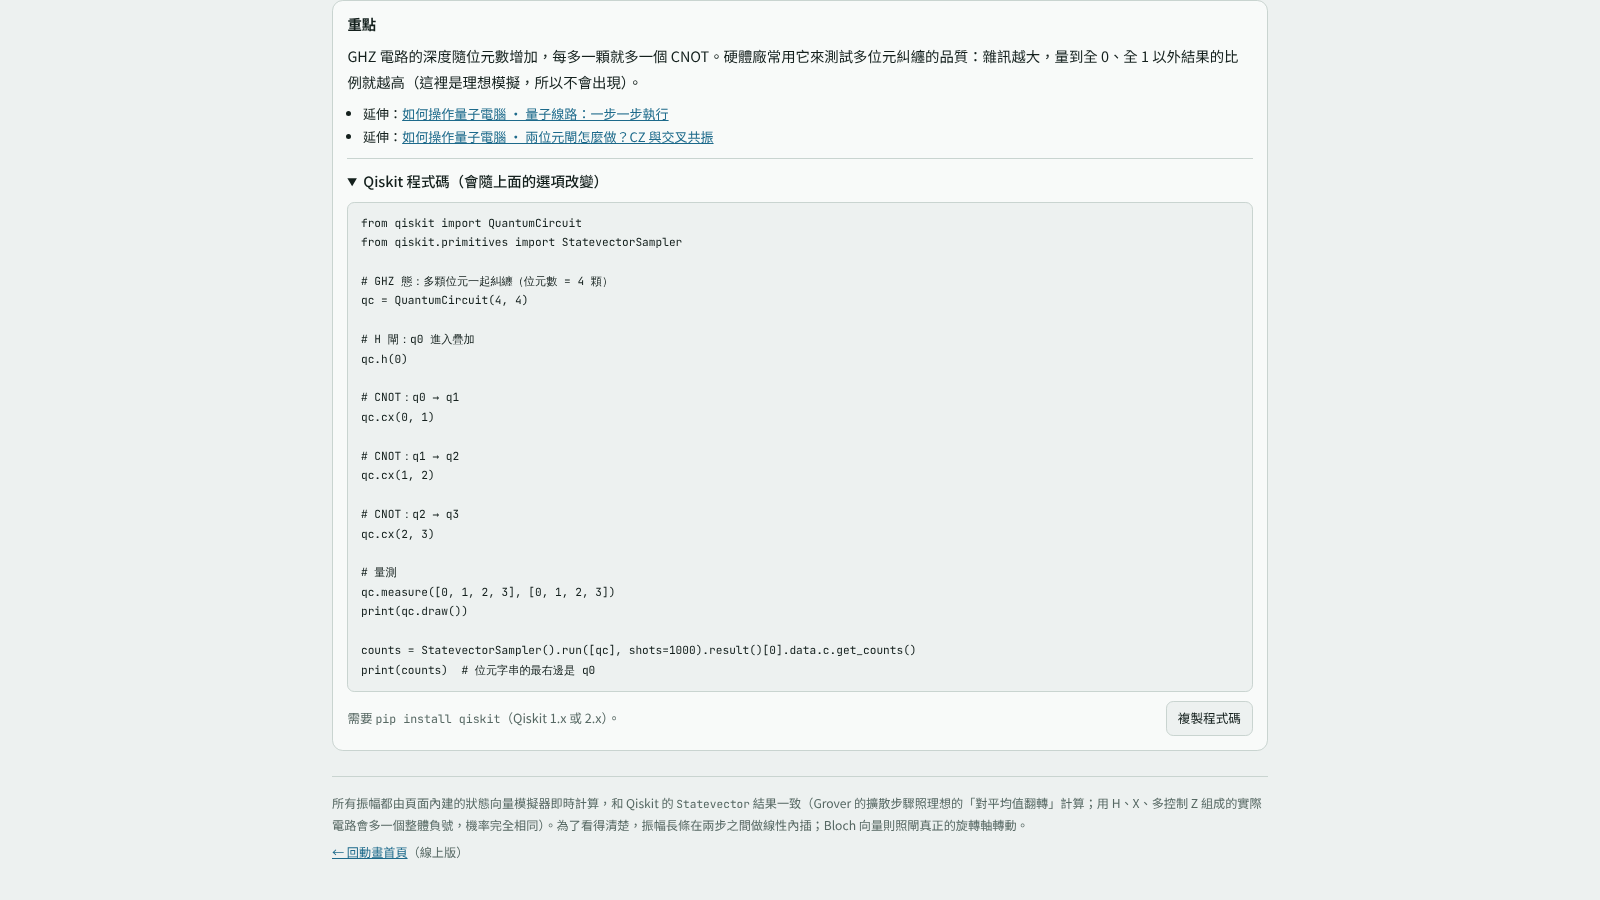 重點
GHZ 電路的深度隨位元數增加，每多一顆就多一個 CNOT。硬體廠常用它來測試多位元糾纏的品質：雜訊越大，量到全 0、全 1 以外結果的比
例就越高（這裡是理想模擬，所以不會出現）。
延伸：如何操作量子電腦 · 量子線路：一步一步執行
延伸：如何操作量子電腦 · 兩位元閘怎麼做？CZ 與交叉共振
▼ Qiskit 程式碼（會隨上面的選項改變）
from qiskit import QuantumCircuit
from qiskit.primitives import StatevectorSampler
# GHZ 態：多顆位元一起糾纏（位元數 = 4 顆）
qc = QuantumCircuit(4, 4)
# H 閘：q0 進入疊加
qc.h(0)
# CNOT：q0 → q1
qc.cx(0, 1)
# CNOT：q1 → q2
qc.cx(1, 2)
# CNOT：q2 → q3
qc.cx(2, 3)
# 量測
qc.measure([0, 1, 2, 3], [0, 1, 2, 3])
print(qc.draw())
counts = StatevectorSampler().run([qc], shots=1000).result()[0].data.c.get_counts()
print(counts)  # 位元字串的最右邊是 q0
需要 pip install qiskit（Qiskit 1.x 或 2.x）。
複製程式碼
所有振幅都由頁面內建的狀態向量模擬器即時計算，和 Qiskit 的 Statevector 結果一致（Grover 的擴散步驟照理想的「對平均值翻轉」計算；用 H、X、多控制 Z 組成的實際
電路會多一個整體負號，機率完全相同）。為了看得清楚，振幅長條在兩步之間做線性內插；Bloch 向量則照閘真正的旋轉軸轉動。
← 回動畫首頁（線上版）